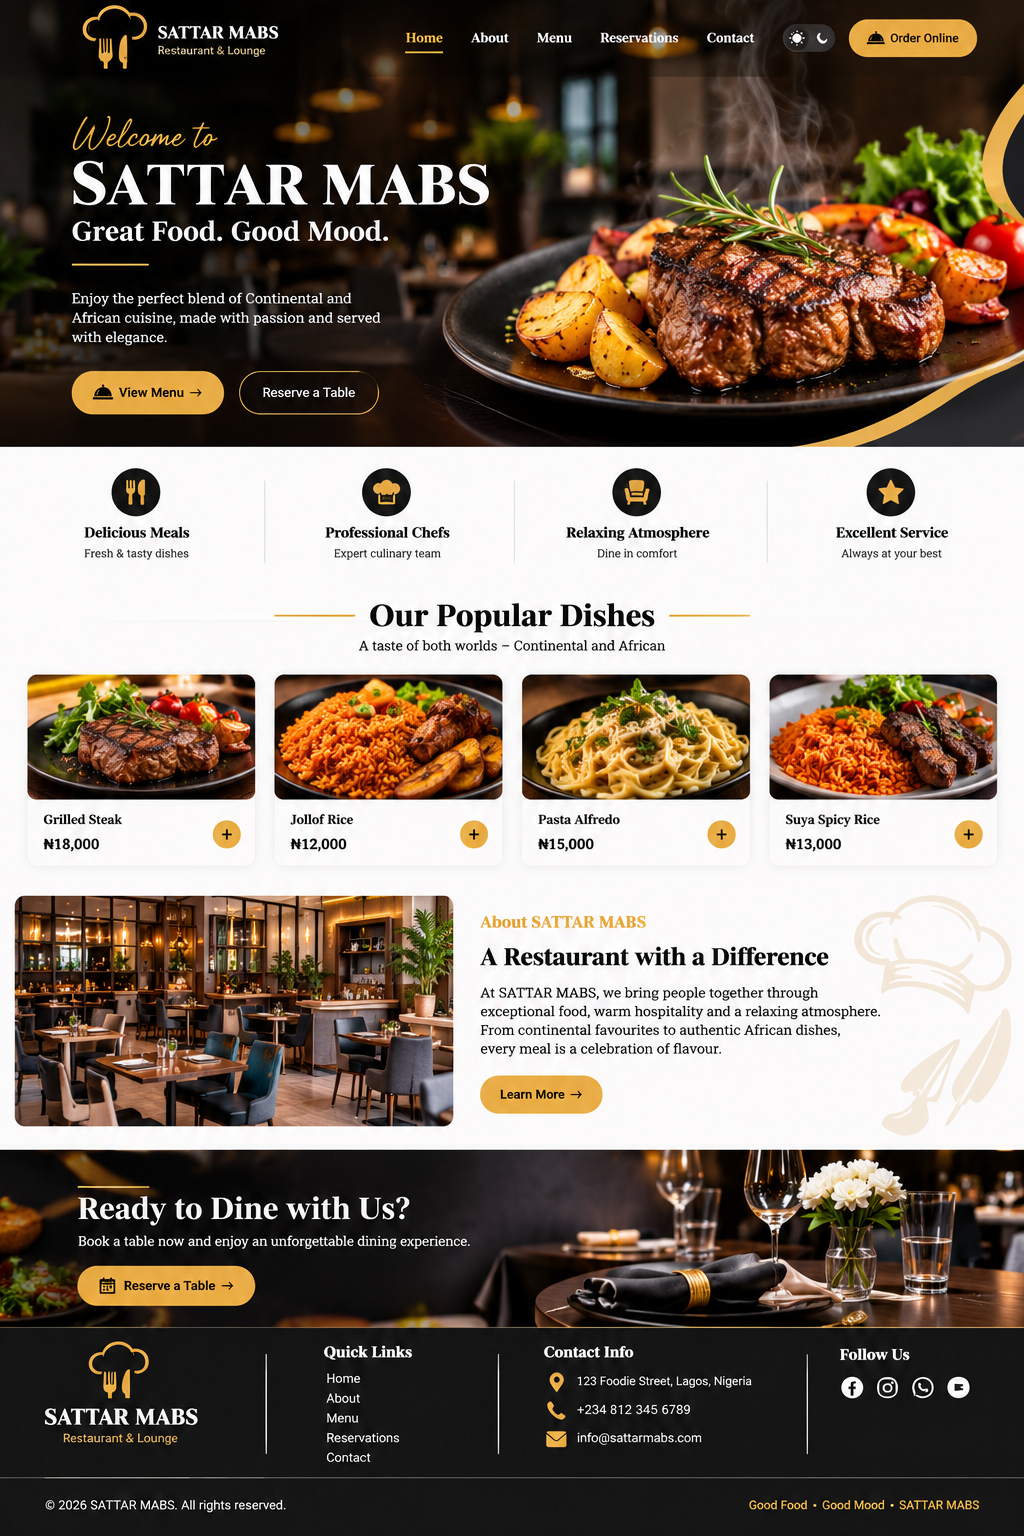 SATTAR MABS
Restaurant & Lounge
Home
About
Menu
Reservations
Contact
Order Online
Welcome to
SATTAR MABS
Great Food. Good Mood.
Enjoy the perfect blend of Continental and
African cuisine, made with passion and served
with elegance.
View Menu →
Reserve a Table
Delicious Meals
Fresh & tasty dishes
Professional Chefs
Expert culinary team
Relaxing Atmosphere
Dine in comfort
Excellent Service
Always at your best
Our Popular Dishes
A taste of both worlds – Continental and African
Grilled Steak
₦18,000
+
Jollof Rice
₦12,000
+
Pasta Alfredo
₦15,000
+
Suya Spicy Rice
₦13,000
+
About SATTAR MABS
A Restaurant with a Difference
At SATTAR MABS, we bring people together through
exceptional food, warm hospitality and a relaxing atmosphere.
From continental favourites to authentic African dishes,
every meal is a celebration of flavour.
Learn More →
Ready to Dine with Us?
Book a table now and enjoy an unforgettable dining experience.
Reserve a Table →
SATTAR MABS
Restaurant & Lounge
Quick Links
Home
About
Menu
Reservations
Contact
Contact Info
123 Foodie Street, Lagos, Nigeria
+234 812 345 6789
info@sattarmabs.com
Follow Us
© 2026 SATTAR MABS. All rights reserved.
Good Food • Good Mood • SATTAR MABS